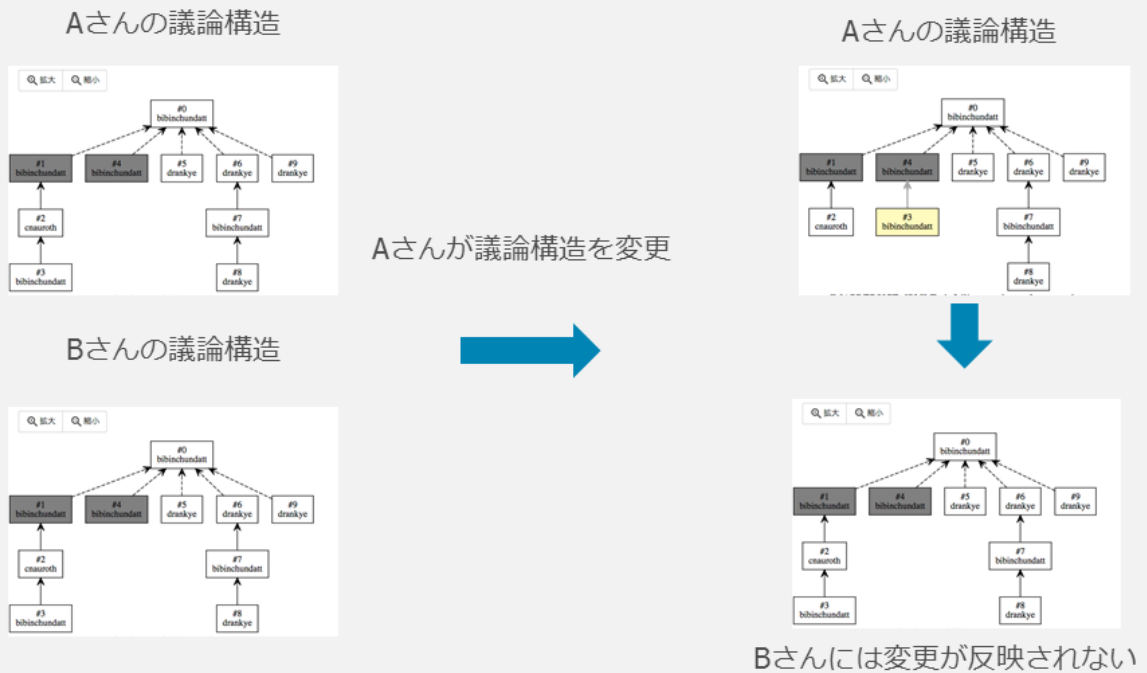 Aさんの議論構造
拡大 縮小
#0
bibinchundatt
#1
bibinchundatt
#4
bibinchundatt
#5
drankye
#6
drankye
#9
drankye
#2
cnauroth
#7
bibinchundatt
#3
bibinchundatt
#8
drankye
Bさんの議論構造
拡大 縮小
#0
bibinchundatt
#1
bibinchundatt
#4
bibinchundatt
#5
drankye
#6
drankye
#9
drankye
#2
cnauroth
#7
bibinchundatt
#3
bibinchundatt
#8
drankye
Aさんが議論構造を変更
Aさんの議論構造
拡大 縮小
#0
bibinchundatt
#1
bibinchundatt
#4
bibinchundatt
#5
drankye
#6
drankye
#9
drankye
#2
cnauroth
#3
bibinchundatt
#7
bibinchundatt
#8
drankye
拡大 縮小
#0
bibinchundatt
#1
bibinchundatt
#4
bibinchundatt
#5
drankye
#6
drankye
#9
drankye
#2
cnauroth
#7
bibinchundatt
#3
bibinchundatt
#8
drankye
Bさんには変更が反映されない